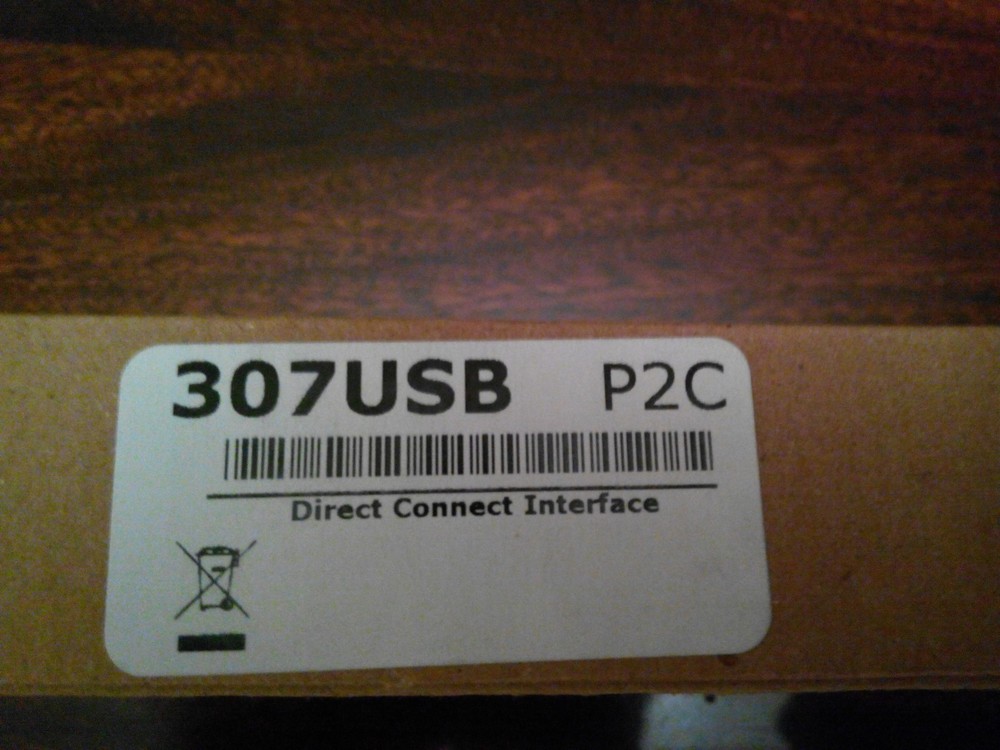 307USB P2C
Direct Connect Interface